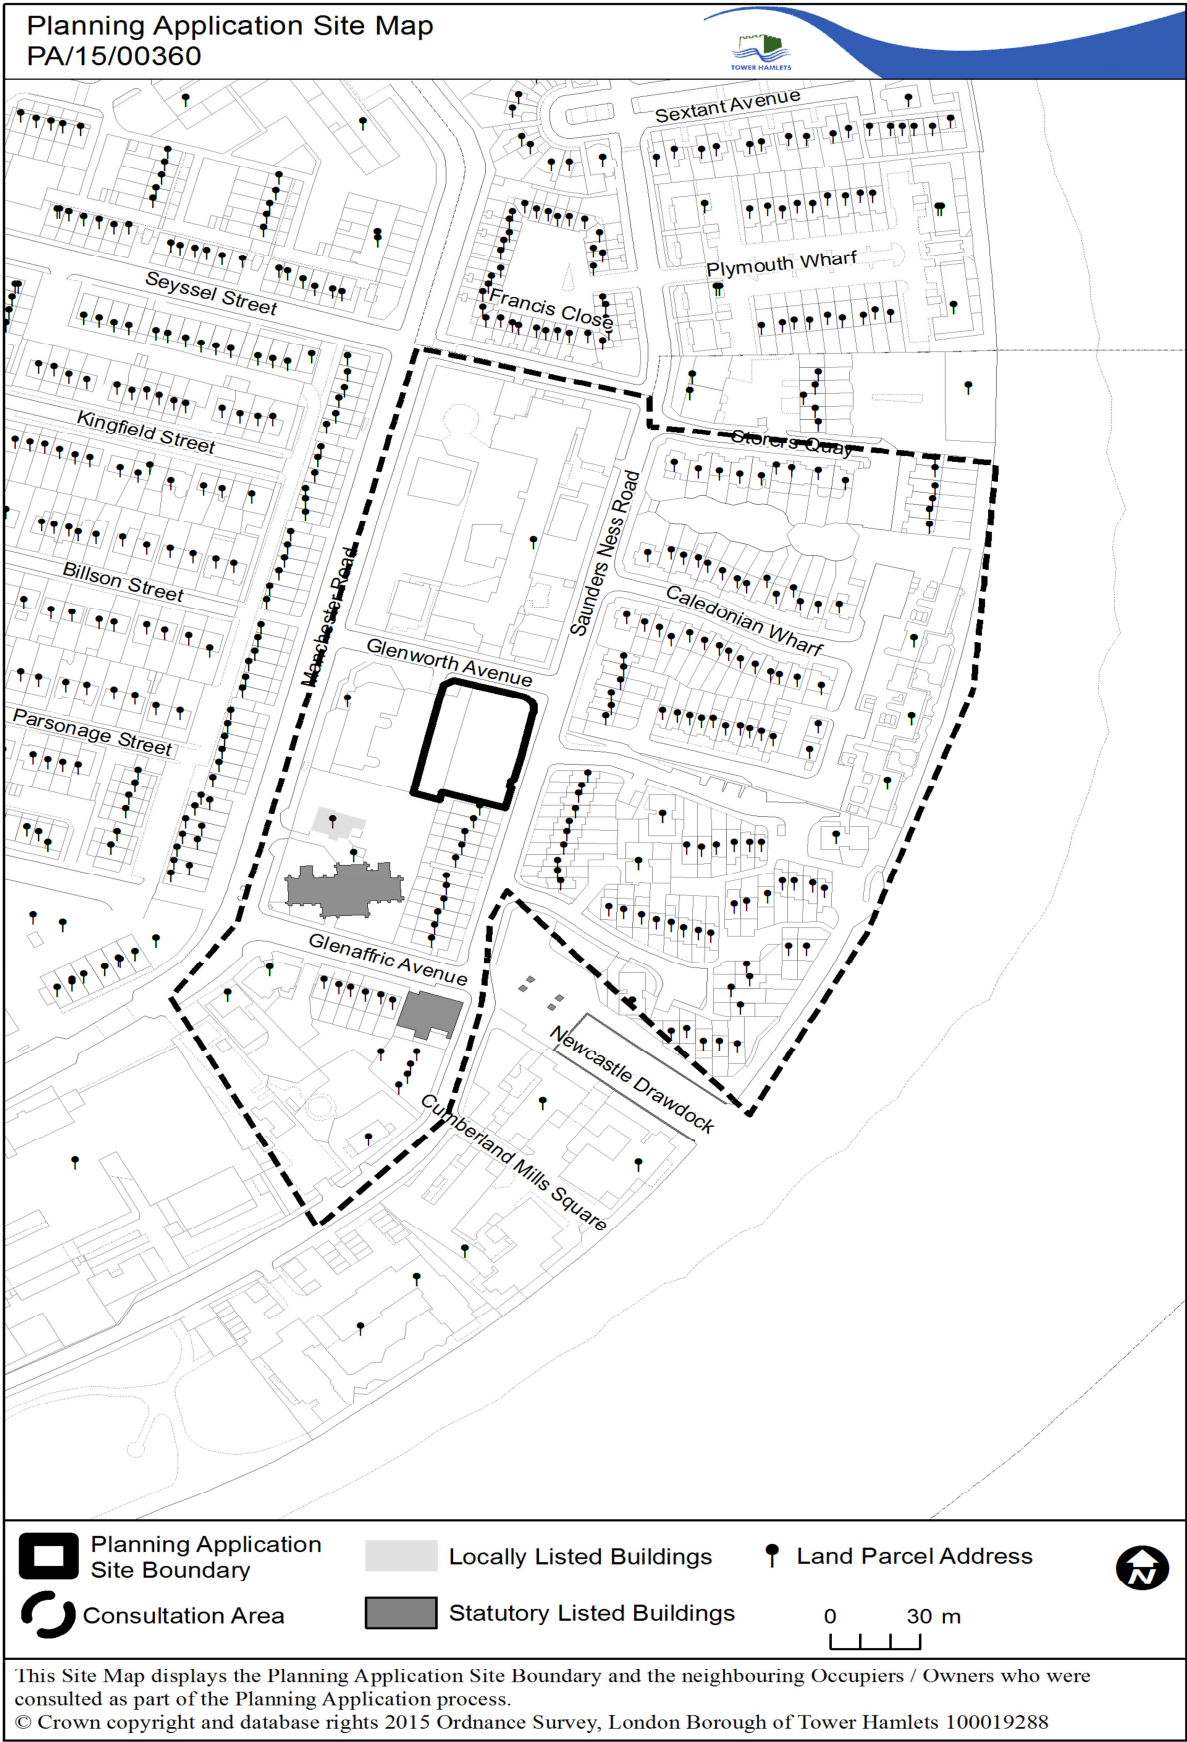 Planning Application Site Map
PA/15/00360
TOWER HAMLETS
Sextant Avenue
Plymouth Wharf
Seyssel Street
Francis Close
Kingfield Street
Storers Quay
Saunders Ness Road
Manchester Road
Billson Street
Caledonian Wharf
Glenworth Avenue
Parsonage Street
Glenaffric Avenue
Newcastle Drawdock
Cumberland Mills Square
Planning Application
Site Boundary
Consultation Area
Locally Listed Buildings
Statutory Listed Buildings
Land Parcel Address
N
0 30 m
This Site Map displays the Planning Application Site Boundary and the neighbouring Occupiers / Owners who were
consulted as part of the Planning Application process.
© Crown copyright and database rights 2015 Ordnance Survey, London Borough of Tower Hamlets 100019288